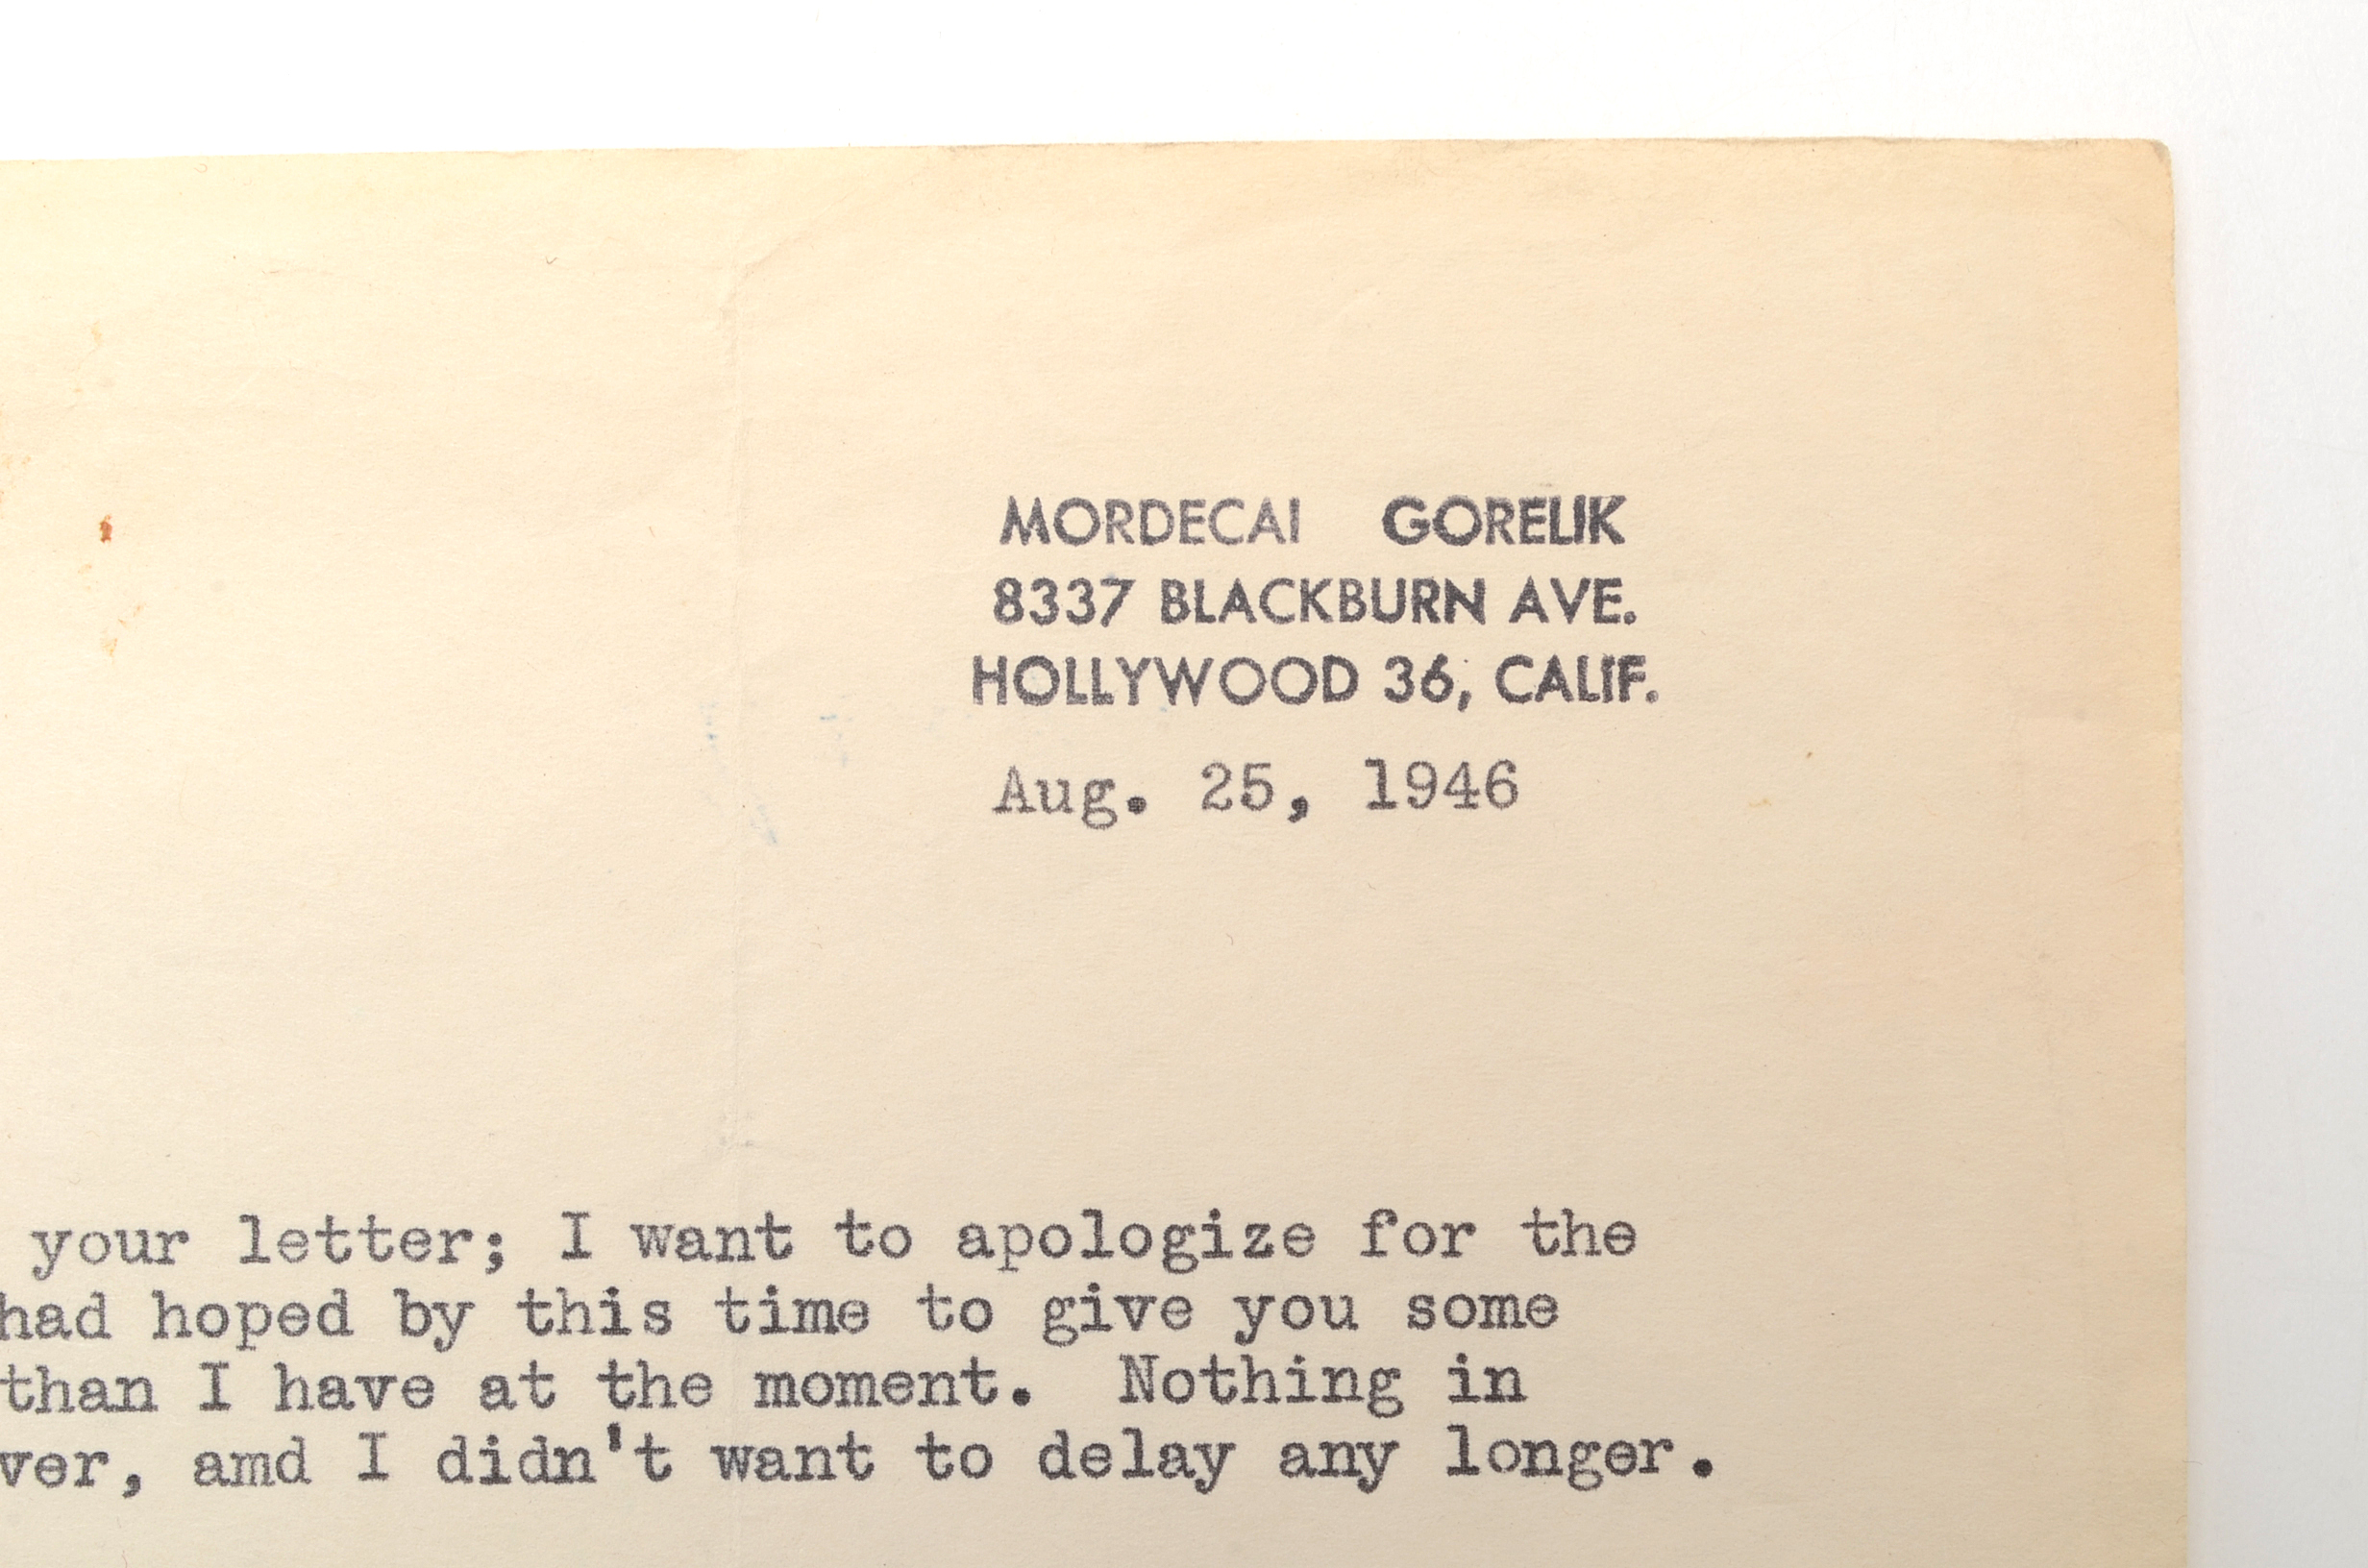 MORDECAI GORELIK
8337 BLACKBURN AVE.
HOLLYWOOD 36, CALIF.
Aug. 25, 1946
your letter; I want to apologize for the
had hoped by this time to give you some
than I have at the moment. Nothing in
ver, amd I didn't want to delay any longer.